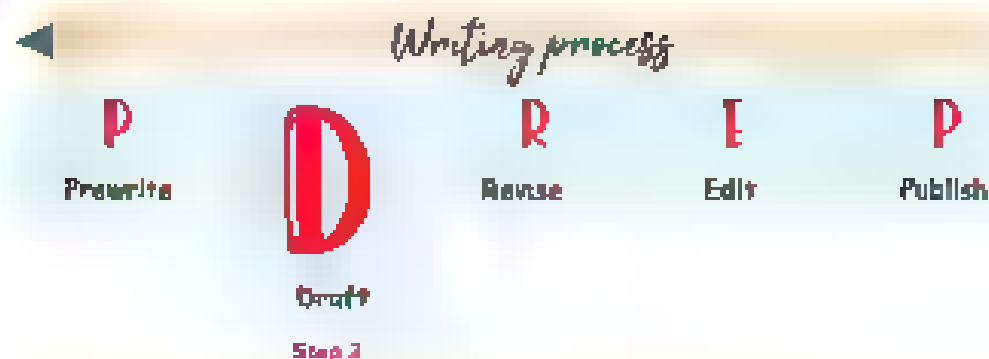 Writing process
P D R E P
Prewrite Revise Edit Publish
Draft
Step 2